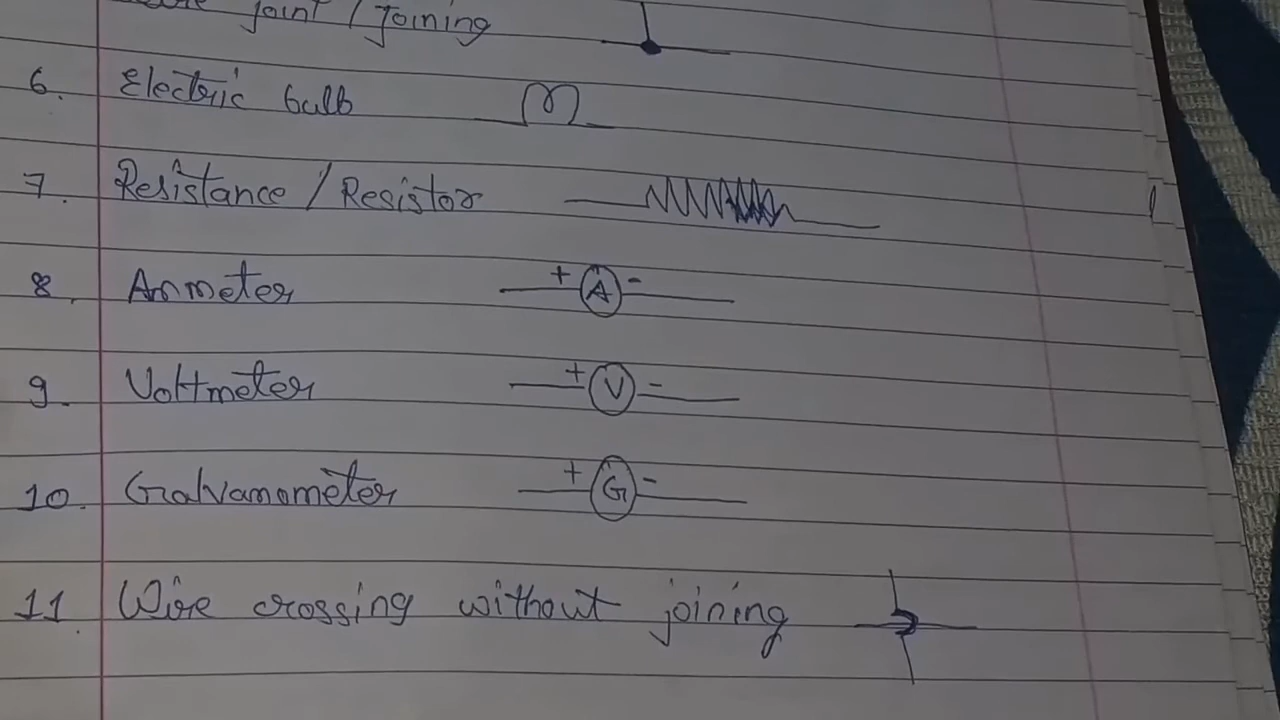 joint / Joining
6. Electric bulb
7. Resistance / Resistor
8. Ammeter + A -
9. Voltmeter + V -
10. Galvanometer + G -
11. Wire crossing without joining